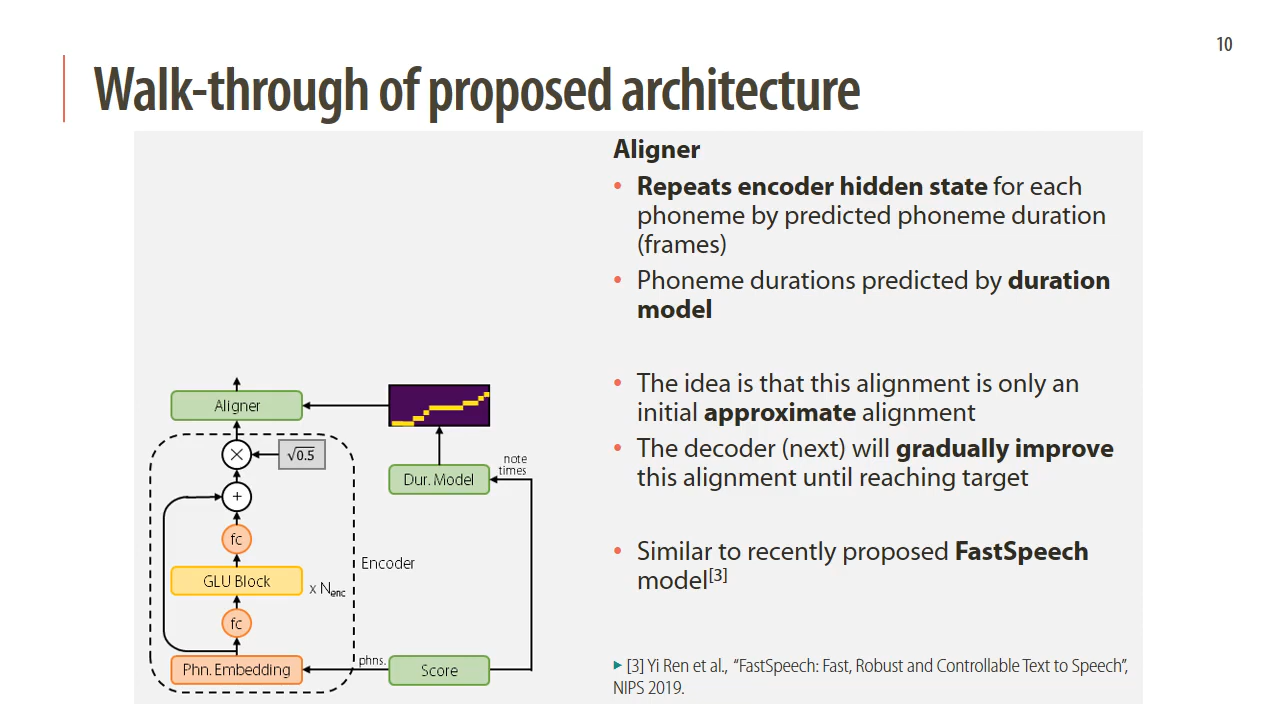 10
Walk-through of proposed architecture
Aligner
• Repeats encoder hidden state for each
phoneme by predicted phoneme duration
(frames)
• Phoneme durations predicted by duration
model
• The idea is that this alignment is only an
initial approximate alignment
• The decoder (next) will gradually improve
this alignment until reaching target
• Similar to recently proposed FastSpeech
model[3]
▶ [3] Yi Ren et al., “FastSpeech: Fast, Robust and Controllable Text to Speech”,
NIPS 2019.
Aligner
×
√0.5
+
fc
GLU Block
x Nenc
fc
Phn. Embedding
Encoder
note
times
Dur. Model
phns.
Score